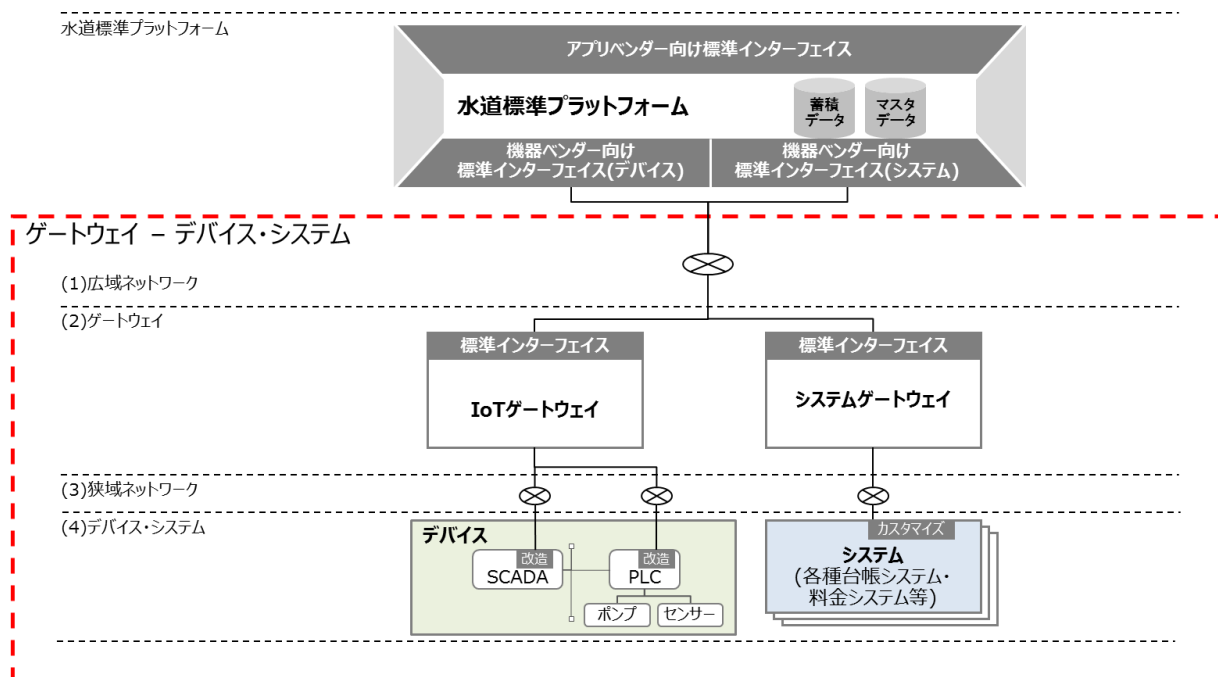 水道標準プラットフォーム
アプリベンダー向け標準インターフェイス
水道標準プラットフォーム
蓄積
データ
マスタ
データ
機器ベンダー向け
標準インターフェイス(デバイス)
機器ベンダー向け
標準インターフェイス(システム)
ゲートウェイ – デバイス・システム
(1)広域ネットワーク
(2)ゲートウェイ
標準インターフェイス
IoTゲートウェイ
標準インターフェイス
システムゲートウェイ
(3)狭域ネットワーク
(4)デバイス・システム
デバイス
改造
SCADA
改造
PLC
ポンプ
センサー
カスタマイズ
システム
(各種台帳システム・
料金システム等)